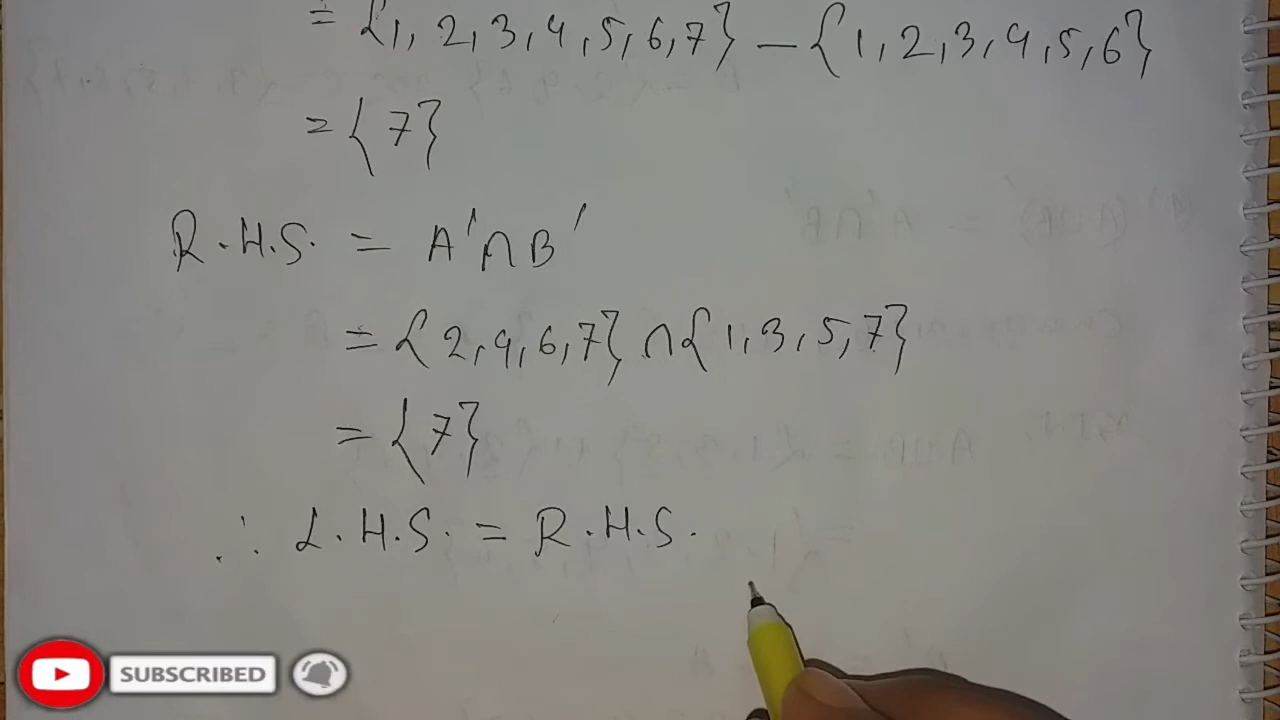 = {1, 2, 3, 4, 5, 6, 7} — {1, 2, 3, 4, 5, 6}
= {7}
R.H.S. = A'∩B'
= {2, 4, 6, 7} ∩ {1, 3, 5, 7}
= {7}
∴ L.H.S. = R.H.S.
SUBSCRIBED